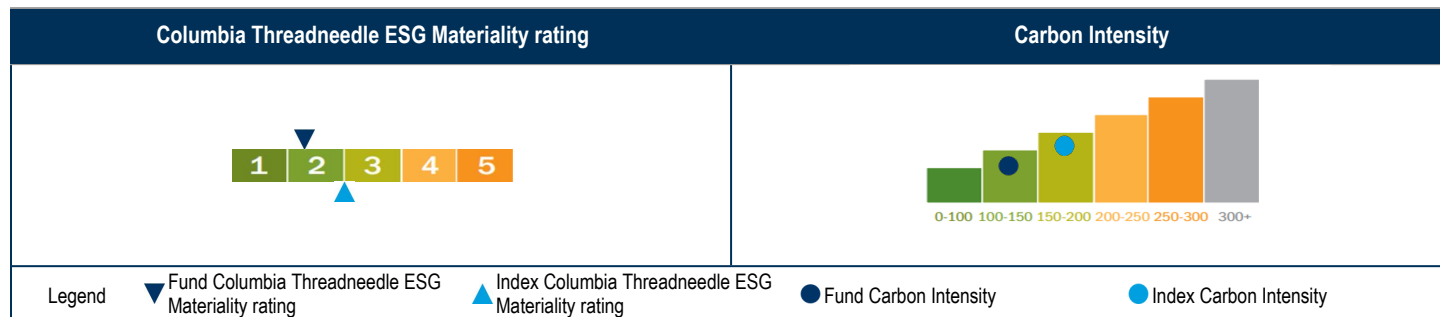 Columbia Threadneedle ESG Materiality rating
Carbon Intensity
1 2 3 4 5
0-100 100-150 150-200 200-250 250-300 300+
Legend
Fund Columbia Threadneedle ESG
Materiality rating
Index Columbia Threadneedle ESG
Materiality rating
Fund Carbon Intensity
Index Carbon Intensity